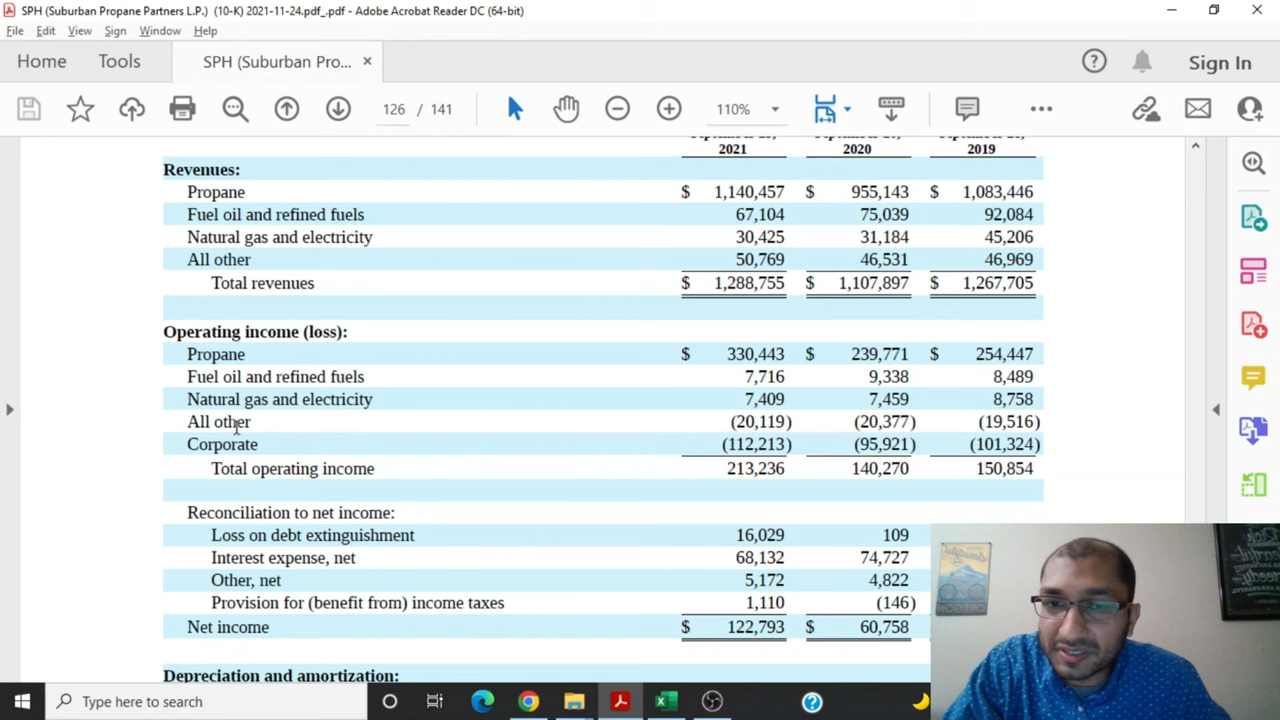 SPH (Suburban Propane Partners L.P.) (10-K) 2021-11-24.pdf_.pdf - Adobe Acrobat Reader DC (64-bit)
File Edit View Sign Window Help
Home Tools SPH (Suburban Pro... × Sign In
126 / 141 110%
2021 2020 2019
Revenues:
Propane $ 1,140,457 $ 955,143 $ 1,083,446
Fuel oil and refined fuels 67,104 75,039 92,084
Natural gas and electricity 30,425 31,184 45,206
All other 50,769 46,531 46,969
Total revenues $ 1,288,755 $ 1,107,897 $ 1,267,705
Operating income (loss):
Propane $ 330,443 $ 239,771 $ 254,447
Fuel oil and refined fuels 7,716 9,338 8,489
Natural gas and electricity 7,409 7,459 8,758
All other (20,119) (20,377) (19,516)
Corporate (112,213) (95,921) (101,324)
Total operating income 213,236 140,270 150,854
Reconciliation to net income:
Loss on debt extinguishment 16,029 109
Interest expense, net 68,132 74,727
Other, net 5,172 4,822
Provision for (benefit from) income taxes 1,110 (146)
Net income $ 122,793 $ 60,758
Depreciation and amortization:
Type here to search